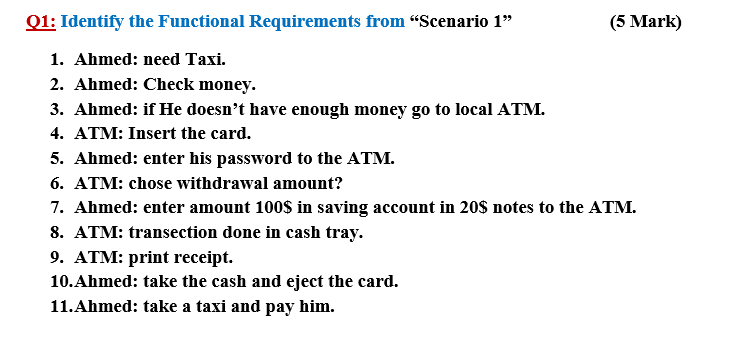 Q1: Identify the Functional Requirements from “Scenario 1” (5 Mark)
1. Ahmed: need Taxi.
2. Ahmed: Check money.
3. Ahmed: if He doesn’t have enough money go to local ATM.
4. ATM: Insert the card.
5. Ahmed: enter his password to the ATM.
6. ATM: chose withdrawal amount?
7. Ahmed: enter amount 100$ in saving account in 20$ notes to the ATM.
8. ATM: transection done in cash tray.
9. ATM: print receipt.
10.Ahmed: take the cash and eject the card.
11.Ahmed: take a taxi and pay him.